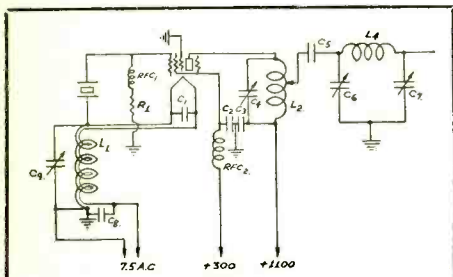 C5
L4
RFC1
C4
C6
C7.
R1
C1
C2 C3
L2
L1
C9.
RFC2.
C8.
7.5 A.C
+300
+1100